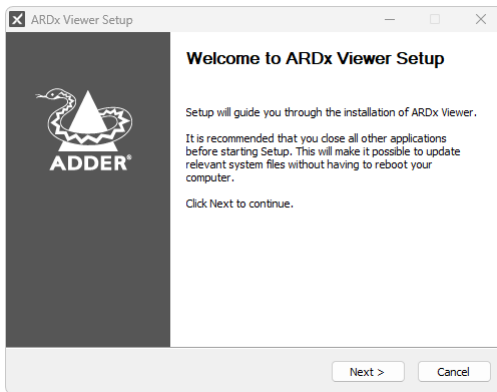 ARDx Viewer Setup
Welcome to ARDx Viewer Setup
Setup will guide you through the installation of ARDx Viewer.
It is recommended that you close all other applications
before starting Setup. This will make it possible to update
relevant system files without having to reboot your
computer.
Click Next to continue.
ADDER®
Next >
Cancel